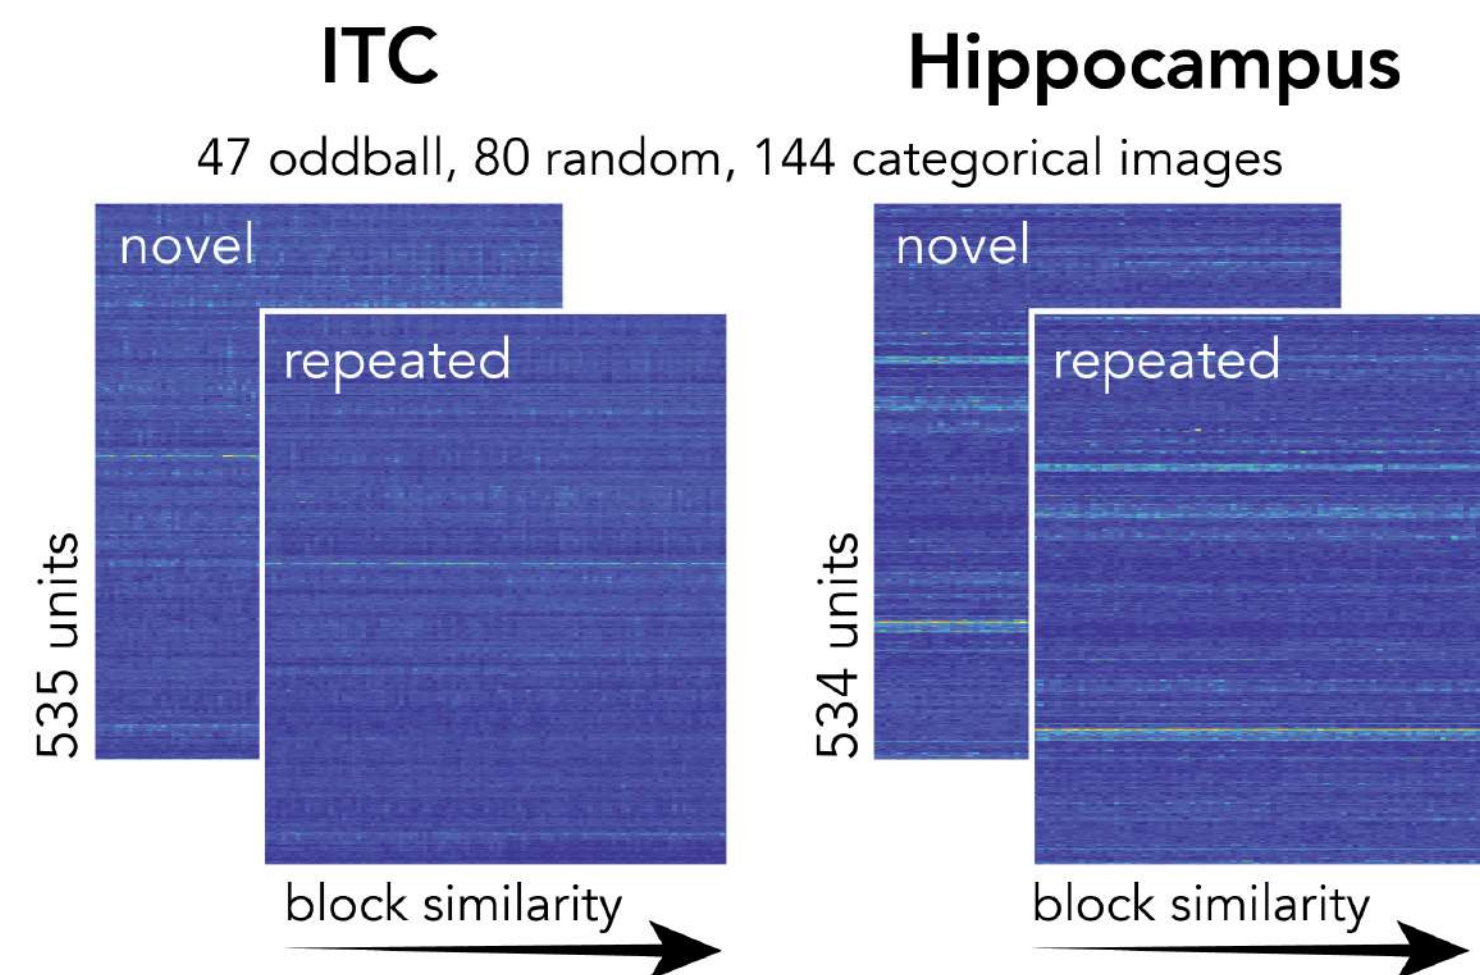 ITC
Hippocampus
47 oddball, 80 random, 144 categorical images
novel
repeated
535 units
block similarity
novel
repeated
534 units
block similarity